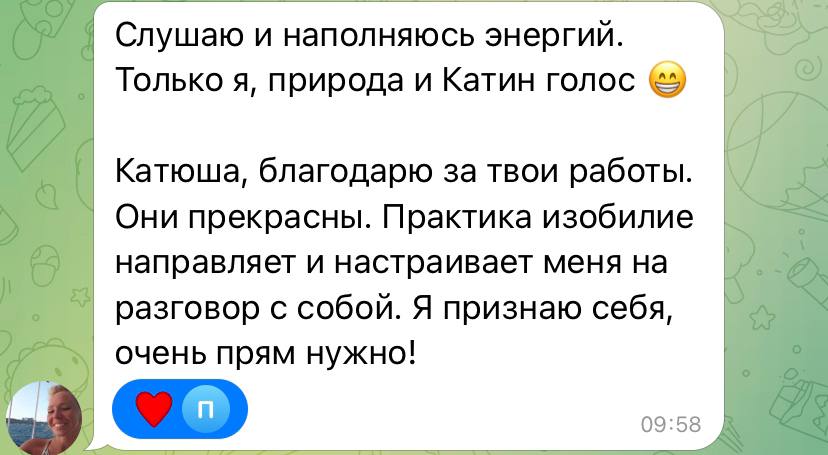 Слушаю и наполняюсь энергий.
Только я, природа и Катин голос 😁
Катюша, благодарю за твои работы.
Они прекрасны. Практика изобилие
направляет и настраивает меня на
разговор с собой. Я признаю себя,
очень прям нужно!
❤️ П
09:58